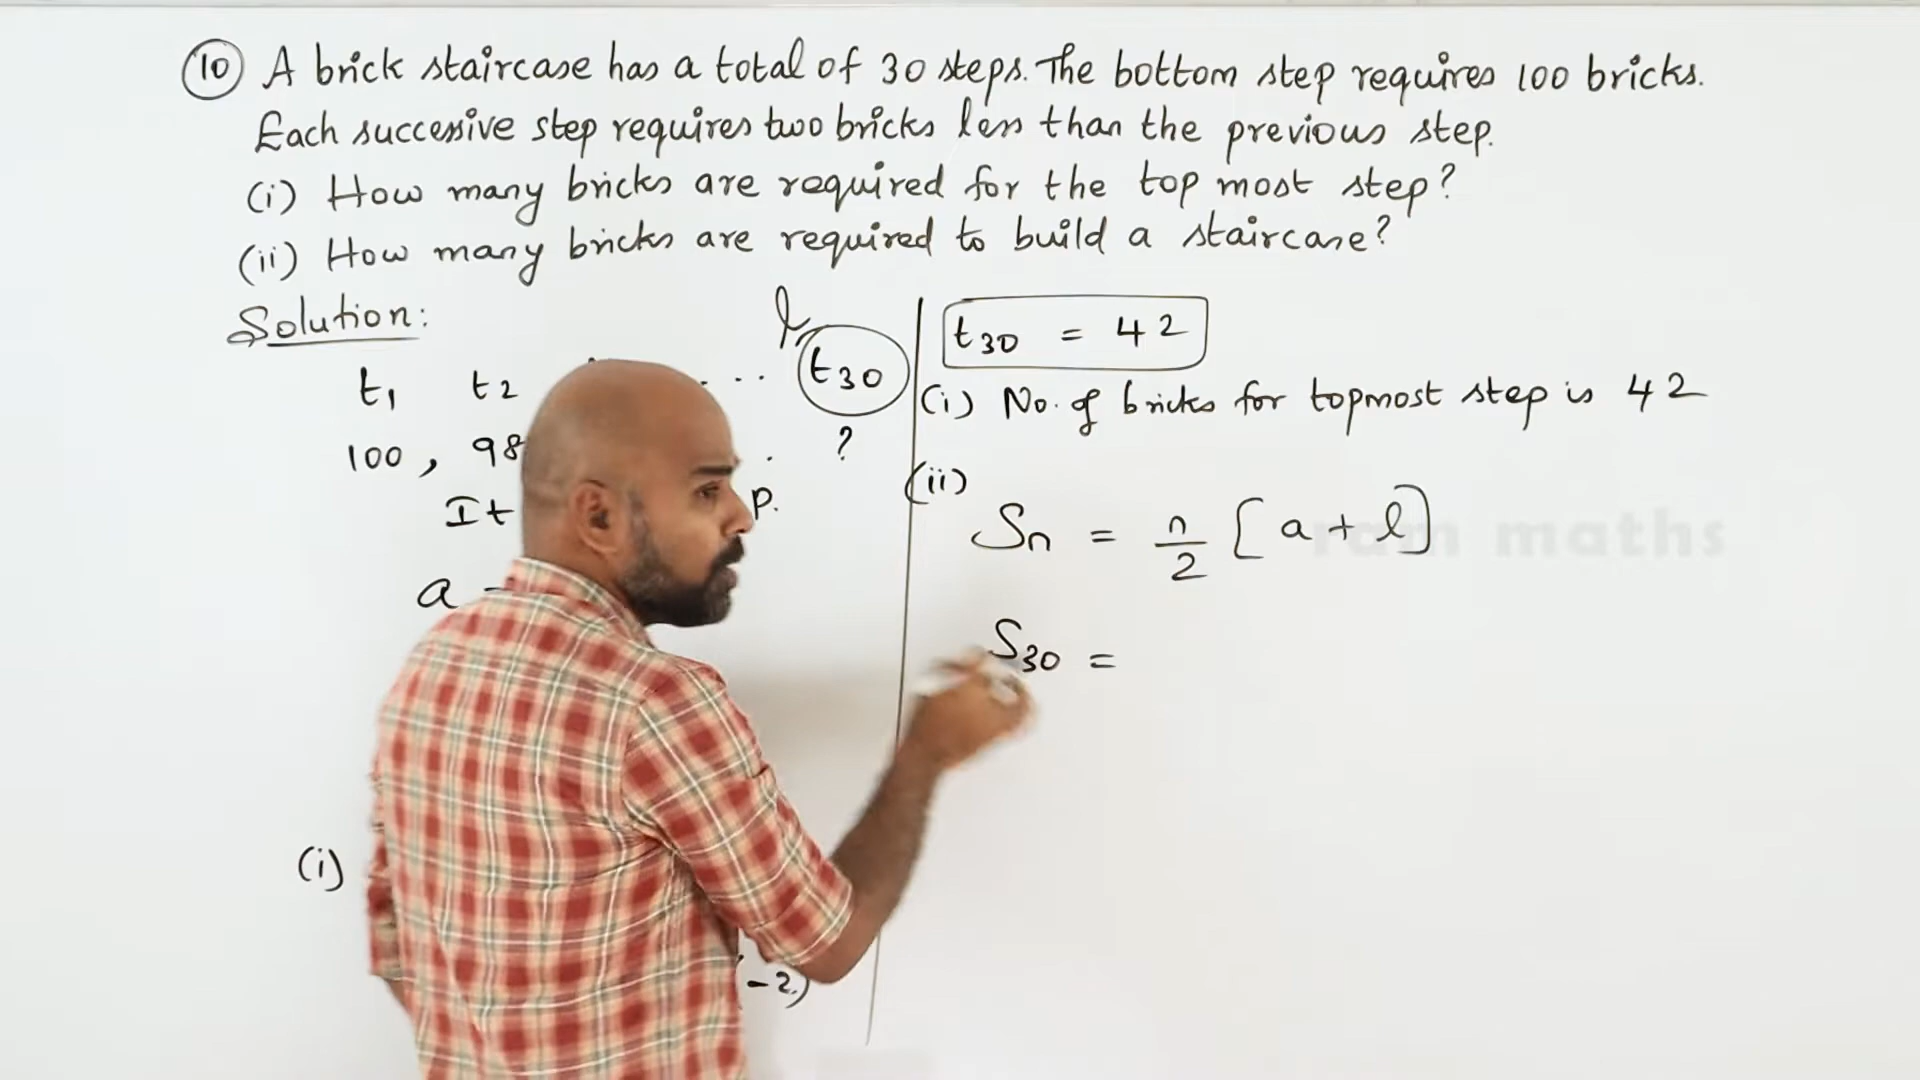 10 A brick staircase has a total of 30 steps. The bottom step requires 100 bricks.
Each successive step requires two bricks less than the previous step.
(i) How many bricks are required for the top most step?
(ii) How many bricks are required to build a staircase?
Solution:
l
t₁ t₂ ... t₃₀
100, 98 . ?
It P.
a
(i)
-2)
t₃₀ = 42
(i) No. of bricks for topmost step is 42
(ii)
Sn = n/2 [a+l]
S₃₀ =
ram maths